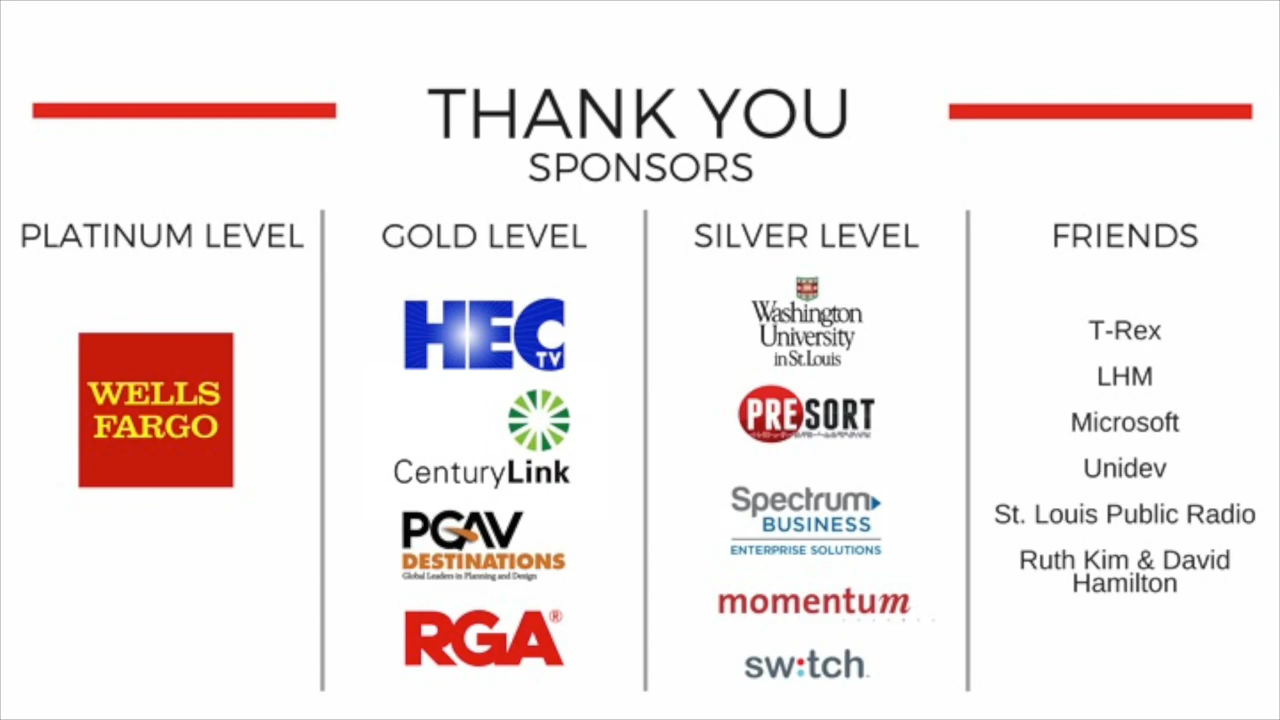 THANK YOU
SPONSORS
PLATINUM LEVEL
WELLS
FARGO
GOLD LEVEL
HEC
TV
CenturyLink
PGAV
DESTINATIONS
Global Leaders in Planning and Design
RGA®
SILVER LEVEL
Washington
University
in St. Louis
PRESORT
Spectrum
BUSINESS
ENTERPRISE SOLUTIONS
momentum
sw:tch
FRIENDS
T-Rex
LHM
Microsoft
Unidev
St. Louis Public Radio
Ruth Kim & David
Hamilton